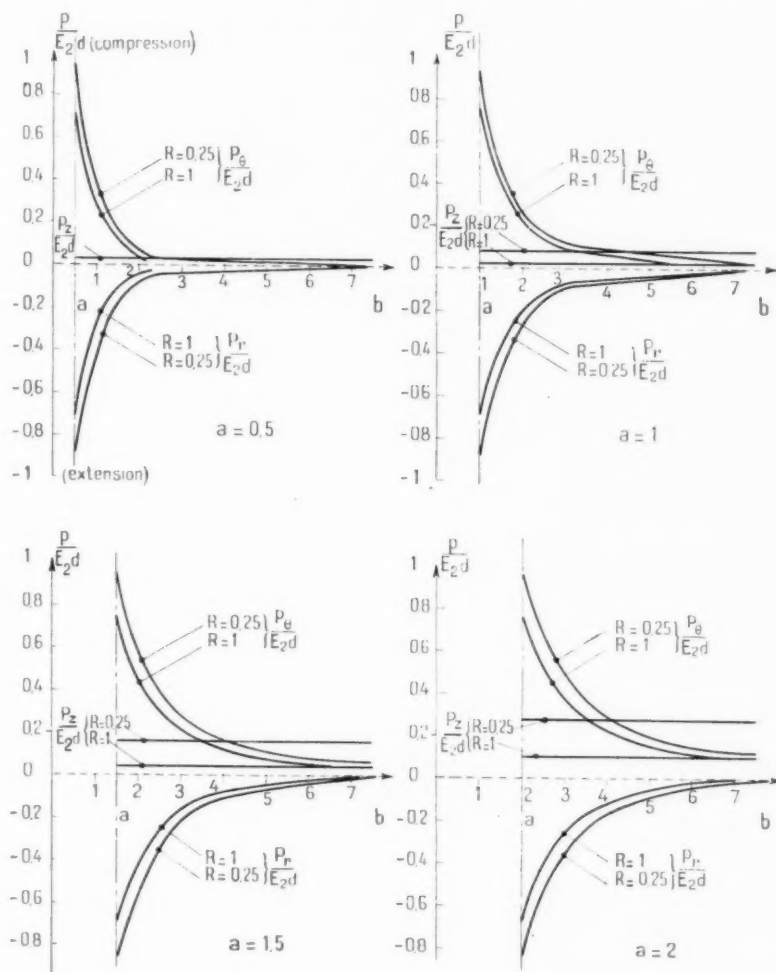 P/E₂d (compression)
1
0.8
0.6
0.4
0.2
0
-0.2
-0.4
-0.6
-0.8
-1
R=0,25 } Pθ/E₂d
R=1
Pz/E₂d
2 3 4 5 6 7
a b
R=1 } Pr/E₂d
R=0,25
a = 0,5
(extension)
P/E₂d
1
0.8
0.6
0.4
0.2
0
-0.2
-0.4
-0.6
-0.8
-1
R=0,25 } Pθ/E₂d
R=1
Pz/E₂d { R=0,25
R=1
1 2 3 4 5 6 7
a b
R=1 } Pr/E₂d
R=0,25
a = 1
P/E₂d
1
0.8
0.6
0.4
0.2
0
-0.2
-0.4
-0.6
-0.8
R=0,25 } Pθ/E₂d
R=1
Pz/E₂d { R=0,25
R=1
1 2 3 4 5 6 7
a b
R=1 } Pr/E₂d
R=0,25
a = 1,5
P/E₂d
1
0.8
0.6
0.4
0.2
0
-0.2
-0.4
-0.6
-0.8
R=0,25 } Pθ/E₂d
R=1
Pz/E₂d { R=0,25
R=1
1 2 3 4 5 6 7
a b
R=1 } Pr/E₂d
R=0,25
a = 2